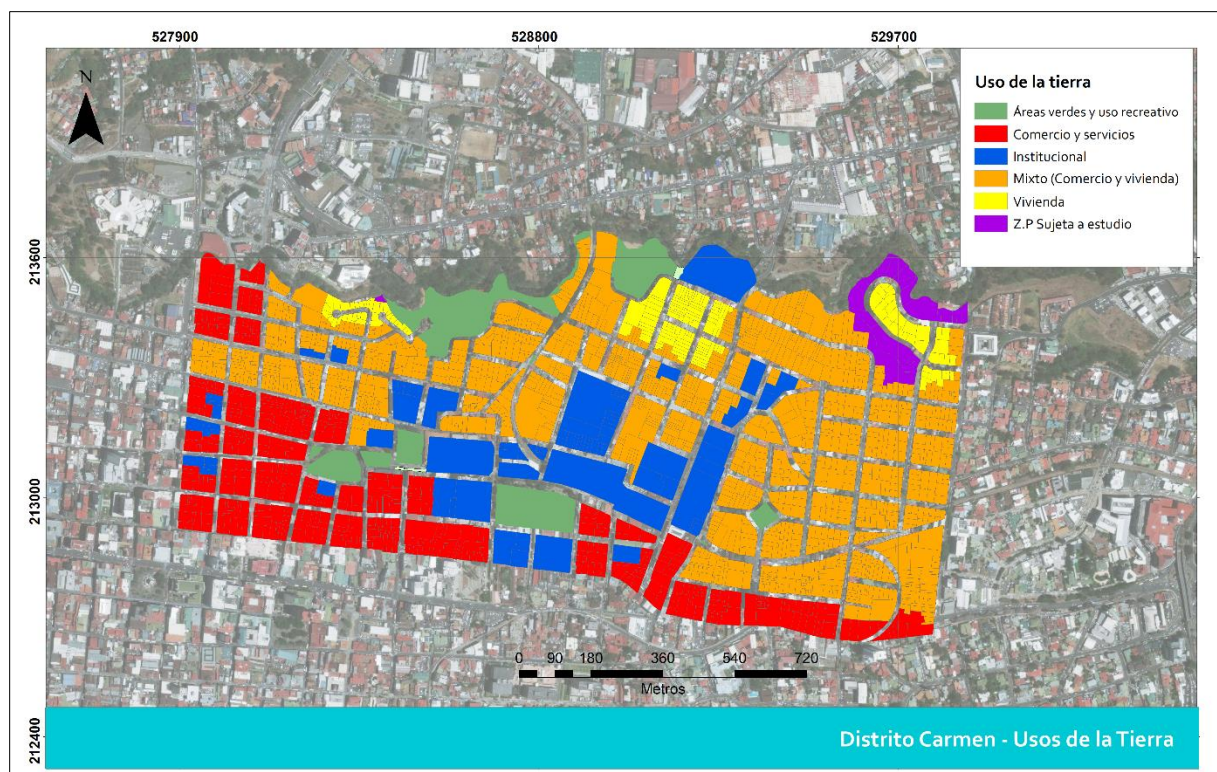 527900
528800
529700
N
Uso de la tierra
Áreas verdes y uso recreativo
Comercio y servicios
Institucional
Mixto (Comercio y vivienda)
Vivienda
Z.P Sujeta a estudio
213600
213000
0 90 180 360 540 720
Metros
212400
Distrito Carmen - Usos de la Tierra